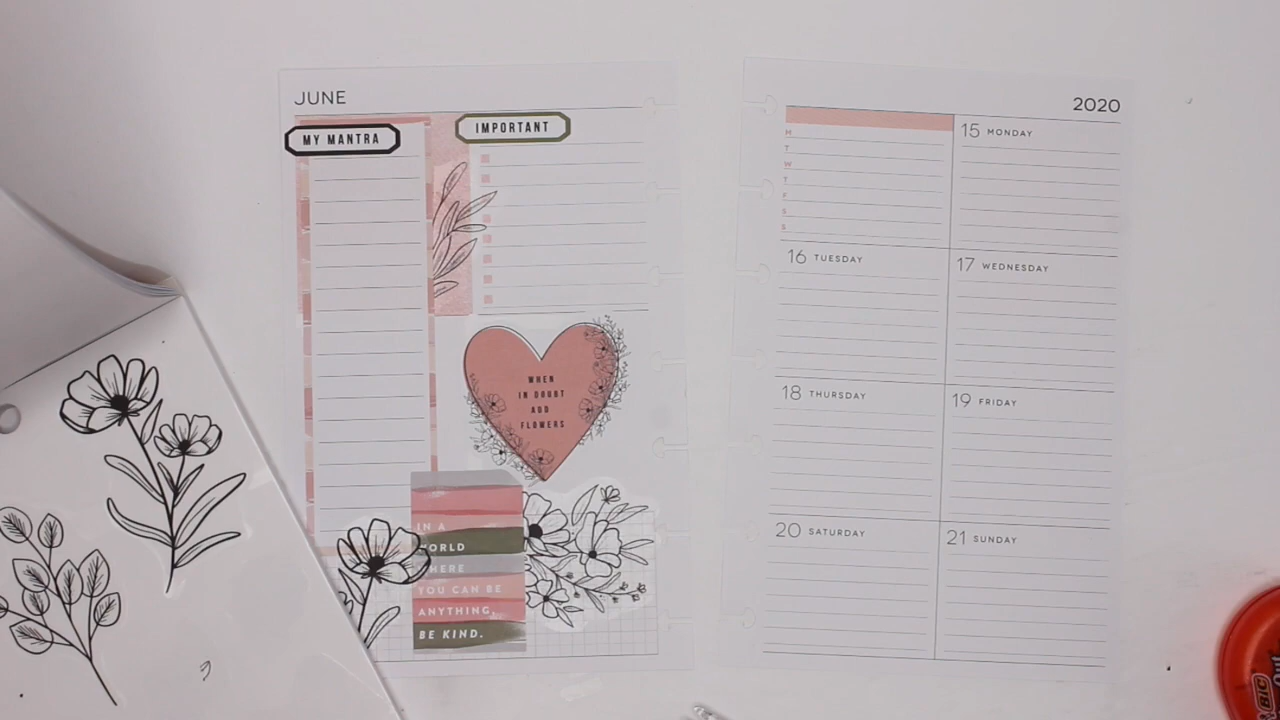 JUNE
MY MANTRA
IMPORTANT
WHEN
IN DOUBT
ADD
FLOWERS
IN A
WORLD
WHERE
YOU CAN BE
ANYTHING,
BE KIND.
2020
M
T
W
T
F
S
S
15 MONDAY
16 TUESDAY
17 WEDNESDAY
18 THURSDAY
19 FRIDAY
20 SATURDAY
21 SUNDAY
BIC